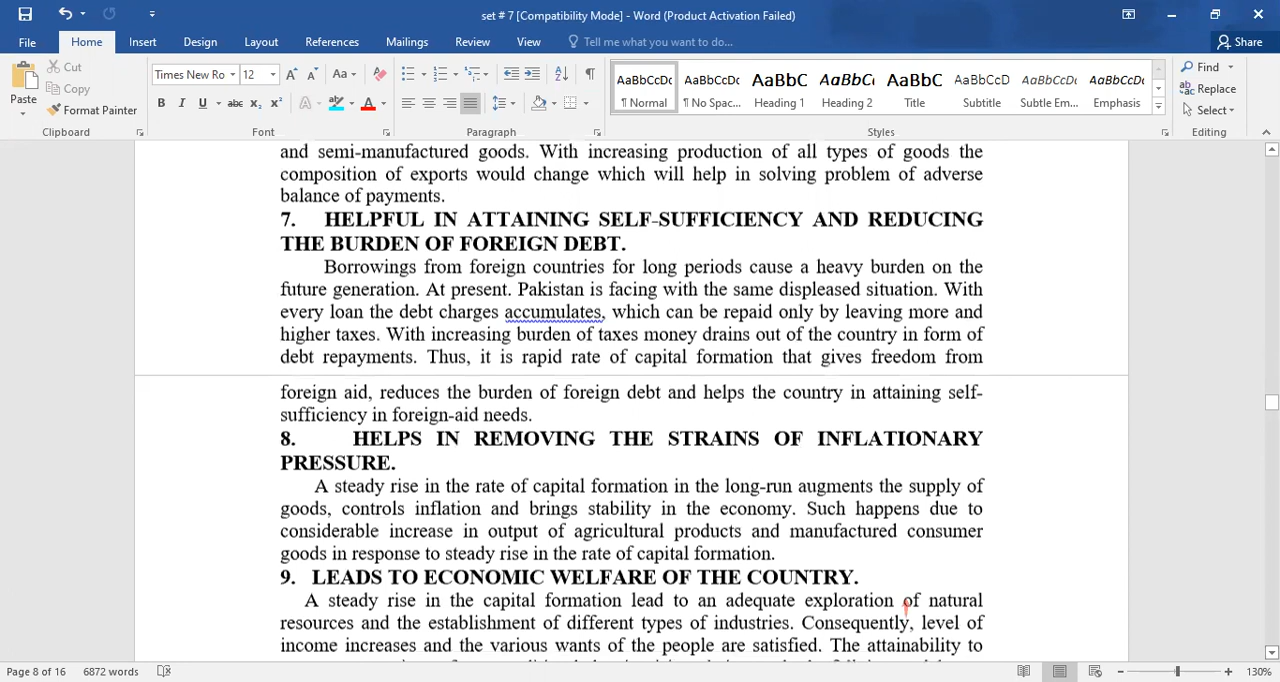 set # 7 [Compatibility Mode] - Word (Product Activation Failed)
File Home Insert Design Layout References Mailings Review View Tell me what you want to do... Share
Paste Cut Copy Format Painter
Times New Ro 12
AaBbCcDc AaBbCcDc AaBbC AaBbCc AaBbC AaBbCcD AaBbCcDc AaBbCcDc
¶ Normal ¶ No Spac... Heading 1 Heading 2 Title Subtitle Subtle Em... Emphasis
Find Replace Select
Clipboard Font Paragraph Styles Editing
and semi-manufactured goods. With increasing production of all types of goods the
composition of exports would change which will help in solving problem of adverse
balance of payments.
7. HELPFUL IN ATTAINING SELF-SUFFICIENCY AND REDUCING
THE BURDEN OF FOREIGN DEBT.
Borrowings from foreign countries for long periods cause a heavy burden on the
future generation. At present. Pakistan is facing with the same displeased situation. With
every loan the debt charges accumulates, which can be repaid only by leaving more and
higher taxes. With increasing burden of taxes money drains out of the country in form of
debt repayments. Thus, it is rapid rate of capital formation that gives freedom from
foreign aid, reduces the burden of foreign debt and helps the country in attaining self-
sufficiency in foreign-aid needs.
8. HELPS IN REMOVING THE STRAINS OF INFLATIONARY
PRESSURE.
A steady rise in the rate of capital formation in the long-run augments the supply of
goods, controls inflation and brings stability in the economy. Such happens due to
considerable increase in output of agricultural products and manufactured consumer
goods in response to steady rise in the rate of capital formation.
9. LEADS TO ECONOMIC WELFARE OF THE COUNTRY.
A steady rise in the capital formation lead to an adequate exploration of natural
resources and the establishment of different types of industries. Consequently, level of
income increases and the various wants of the people are satisfied. The attainability to
Page 8 of 16 6872 words 130%